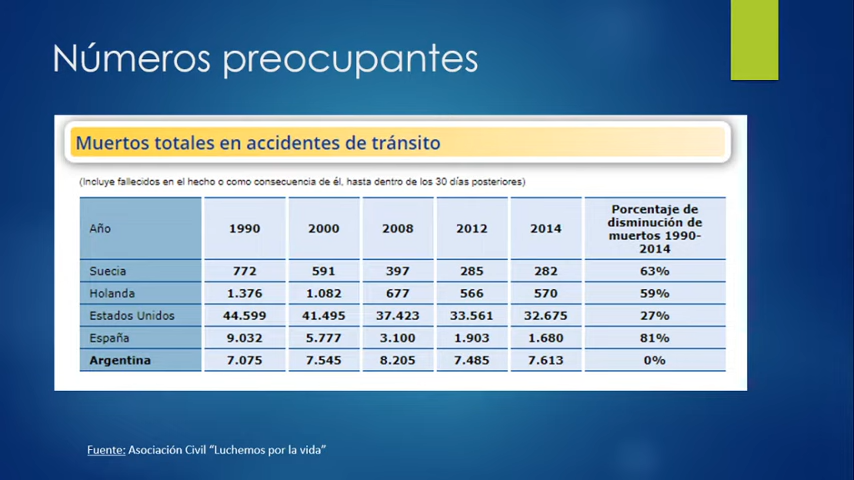 Números preocupantes
Muertos totales en accidentes de tránsito
(Incluye fallecidos en el hecho o como consecuencia de él, hasta dentro de los 30 días posteriores)
Año 1990 2000 2008 2012 2014 Porcentaje de
disminución de
muertos 1990-
2014
Suecia 772 591 397 285 282 63%
Holanda 1.376 1.082 677 566 570 59%
Estados Unidos 44.599 41.495 37.423 33.561 32.675 27%
España 9.032 5.777 3.100 1.903 1.680 81%
Argentina 7.075 7.545 8.205 7.485 7.613 0%
Fuente: Asociación Civil “Luchemos por la vida”